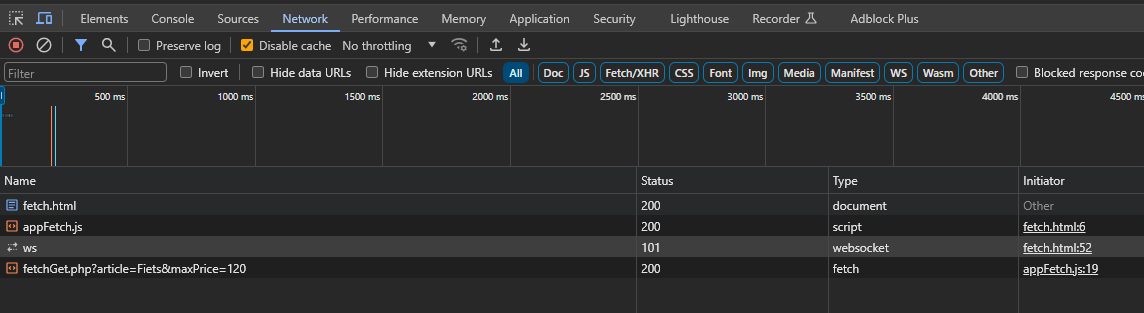 Elements Console Sources Network Performance Memory Application Security Lighthouse Recorder Adblock Plus
Preserve log Disable cache No throttling
Filter Invert Hide data URLs Hide extension URLs All Doc JS Fetch/XHR CSS Font Img Media Manifest WS Wasm Other Blocked response coo
500 ms 1000 ms 1500 ms 2000 ms 2500 ms 3000 ms 3500 ms 4000 ms 4500 ms
Name Status Type Initiator
fetch.html 200 document Other
appFetch.js 200 script fetch.html:6
ws 101 websocket fetch.html:52
fetchGet.php?article=Fiets&maxPrice=120 200 fetch appFetch.js:19